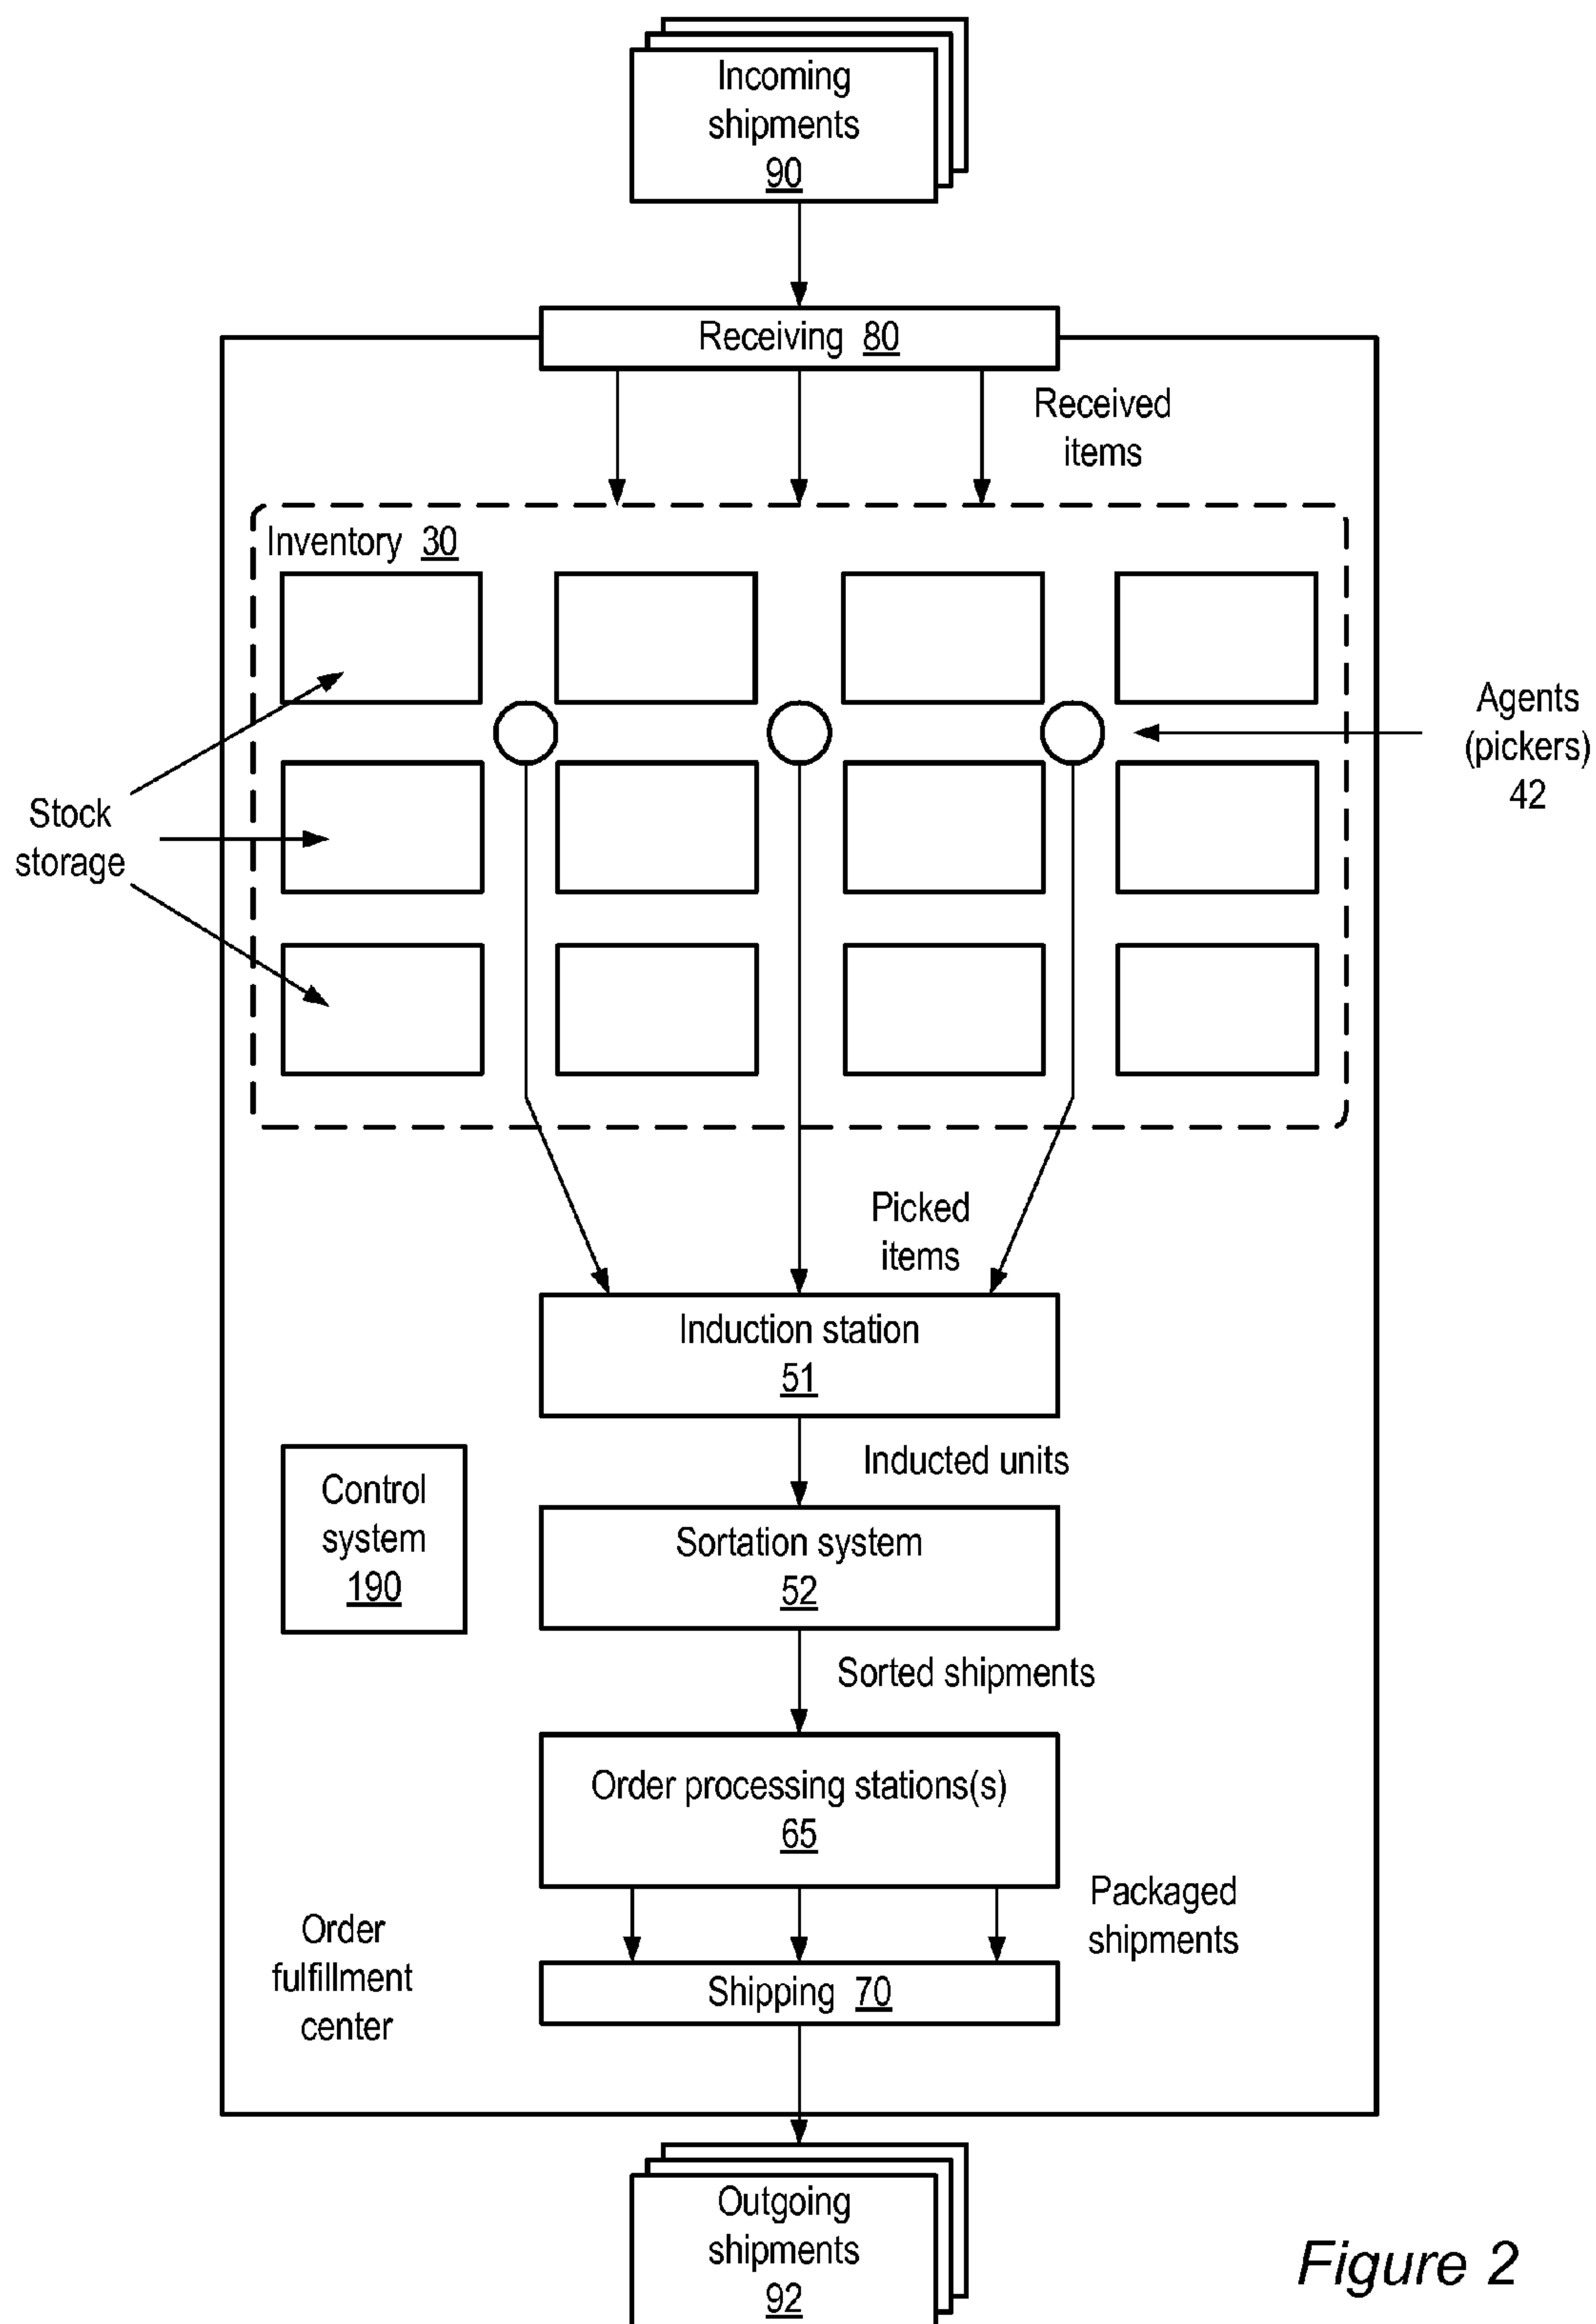 Incoming
shipments
90
Receiving 80
Received
items
Inventory 30
Agents
(pickers)
42
Stock
storage
Picked
items
Induction station
51
Inducted units
Control
system
190
Sortation system
52
Sorted shipments
Order processing stations(s)
65
Packaged
shipments
Order
fulfillment
center
Shipping 70
Outgoing
shipments
92
Figure 2